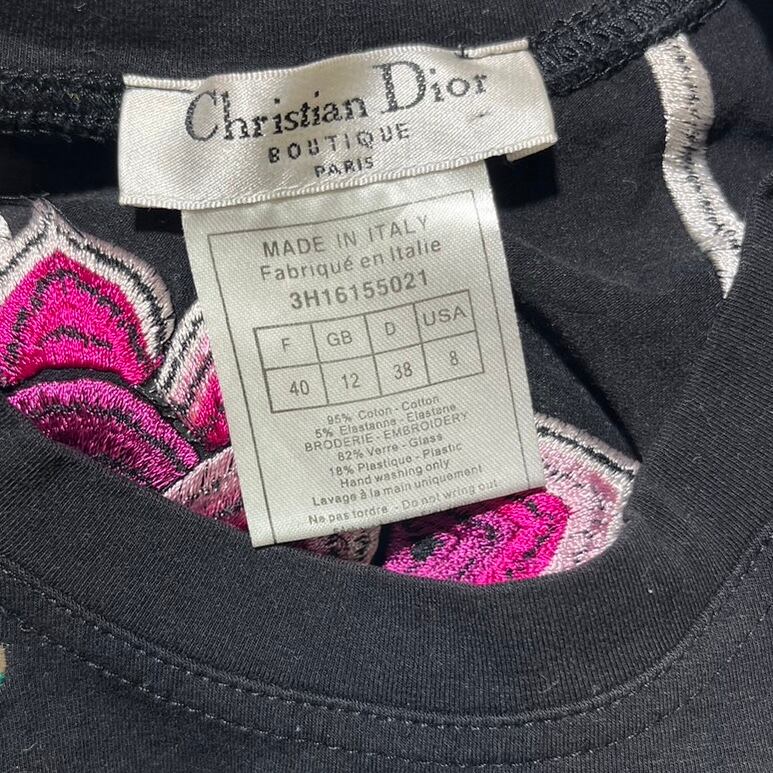 Christian Dior
BOUTIQUE
PARIS
MADE IN ITALY
Fabriqué en Italie
3H16155021
F GB D USA
40 12 38 8
95% Coton - Cotton
5% Elastanne - Elastane
BRODERIE - EMBROIDERY
82% Verre - Glass
18% Plastique - Plastic
Hand washing only
Lavage à la main uniquement
Ne pas tordre - Do not wring out